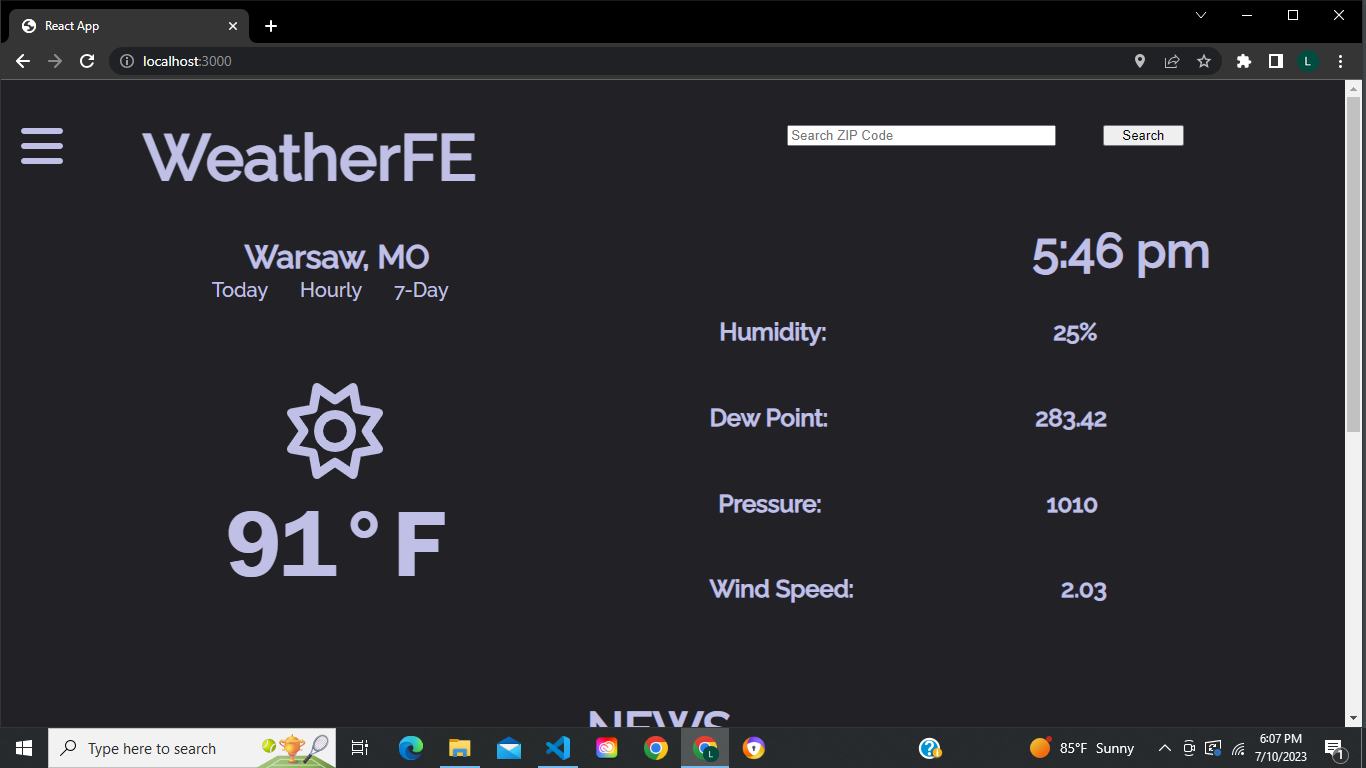 React App
localhost:3000
L
WeatherFE
Search ZIP Code
Search
Warsaw, MO
5:46 pm
Today Hourly 7-Day
Humidity: 25%
Dew Point: 283.42
91°F
Pressure: 1010
Wind Speed: 2.03
NEWS
Type here to search
L
85°F Sunny
6:07 PM
7/10/2023
1